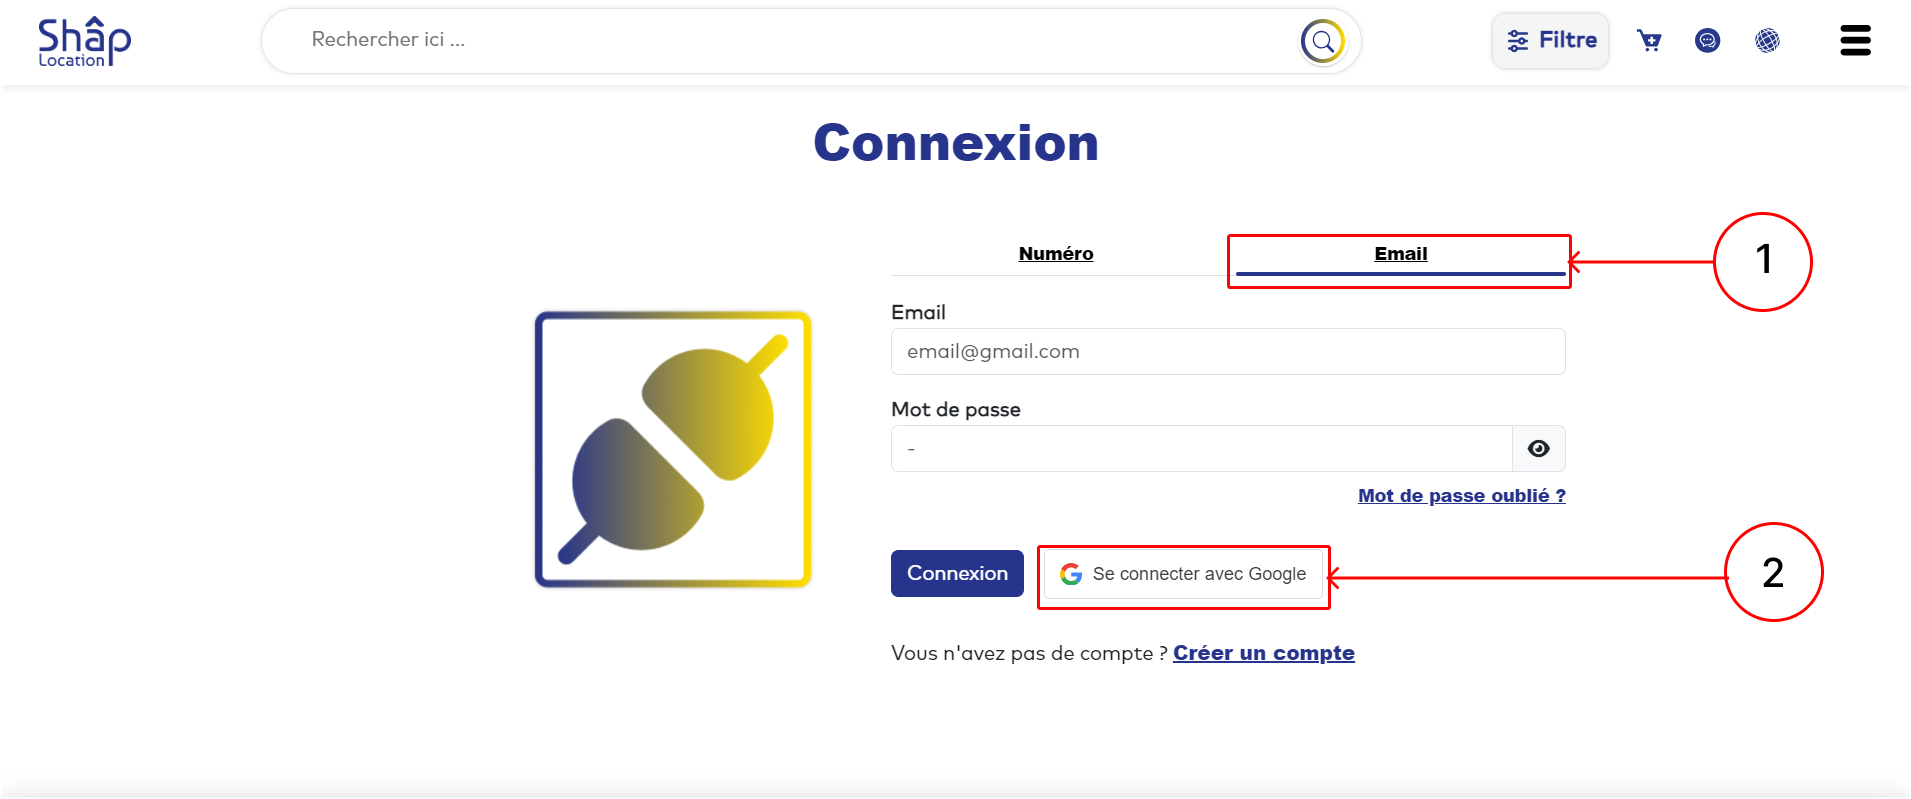 Shâp
Location
Rechercher ici ...
Filtre
Connexion
Numéro
Email
1
Email
email@gmail.com
Mot de passe
-
Mot de passe oublié ?
Connexion
Se connecter avec Google
2
Vous n'avez pas de compte ? Créer un compte